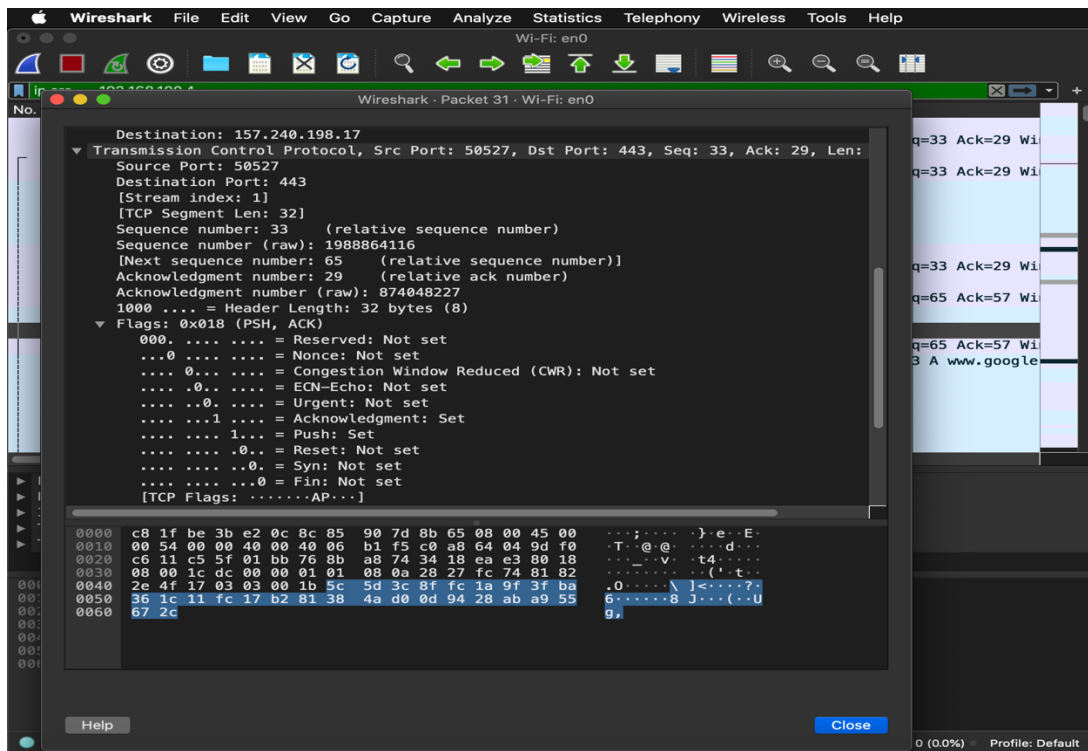 Wireshark File Edit View Go Capture Analyze Statistics Telephony Wireless Tools Help
Wi-Fi: en0
No.
Wireshark · Packet 31 · Wi-Fi: en0
Destination: 157.240.198.17
Transmission Control Protocol, Src Port: 50527, Dst Port: 443, Seq: 33, Ack: 29, Len:
Source Port: 50527
Destination Port: 443
[Stream index: 1]
[TCP Segment Len: 32]
Sequence number: 33 (relative sequence number)
Sequence number (raw): 1988864116
[Next sequence number: 65 (relative sequence number)]
Acknowledgment number: 29 (relative ack number)
Acknowledgment number (raw): 874048227
1000 .... = Header Length: 32 bytes (8)
Flags: 0x018 (PSH, ACK)
000. .... .... = Reserved: Not set
...0 .... .... = Nonce: Not set
.... 0... .... = Congestion Window Reduced (CWR): Not set
.... .0.. .... = ECN-Echo: Not set
.... ..0. .... = Urgent: Not set
.... ...1 .... = Acknowledgment: Set
.... .... 1... = Push: Set
.... .... .0.. = Reset: Not set
.... .... ..0. = Syn: Not set
.... .... ...0 = Fin: Not set
[TCP Flags: ·······AP···]
q=33 Ack=29 Wi
q=33 Ack=29 Wi
q=33 Ack=29 Wi
q=65 Ack=57 Wi
q=65 Ack=57 Wi
3 A www.google
0000 c8 1f be 3b e2 0c 8c 85 90 7d 8b 65 08 00 45 00 ···;···· ·}·e··E·
0010 00 54 00 00 40 00 40 06 b1 f5 c0 a8 64 04 9d f0 ·T··@·@· ····d···
0020 c6 11 c5 5f 01 bb 76 8b a8 74 34 18 ea e3 80 18 ···_··v· ·t4·····
0030 08 00 1c dc 00 00 01 01 08 0a 28 27 fc 74 81 82 ········ ··('·t··
0040 2e 4f 17 03 03 00 1b 5c 5d 3c 8f fc 1a 9f 3f ba .O·····\ ]<····?·
0050 36 1c 11 fc 17 b2 81 38 4a d0 0d 94 28 ab a9 55 6······8 J···(··U
0060 67 2c g,
Help
Close
0 (0.0%) Profile: Default